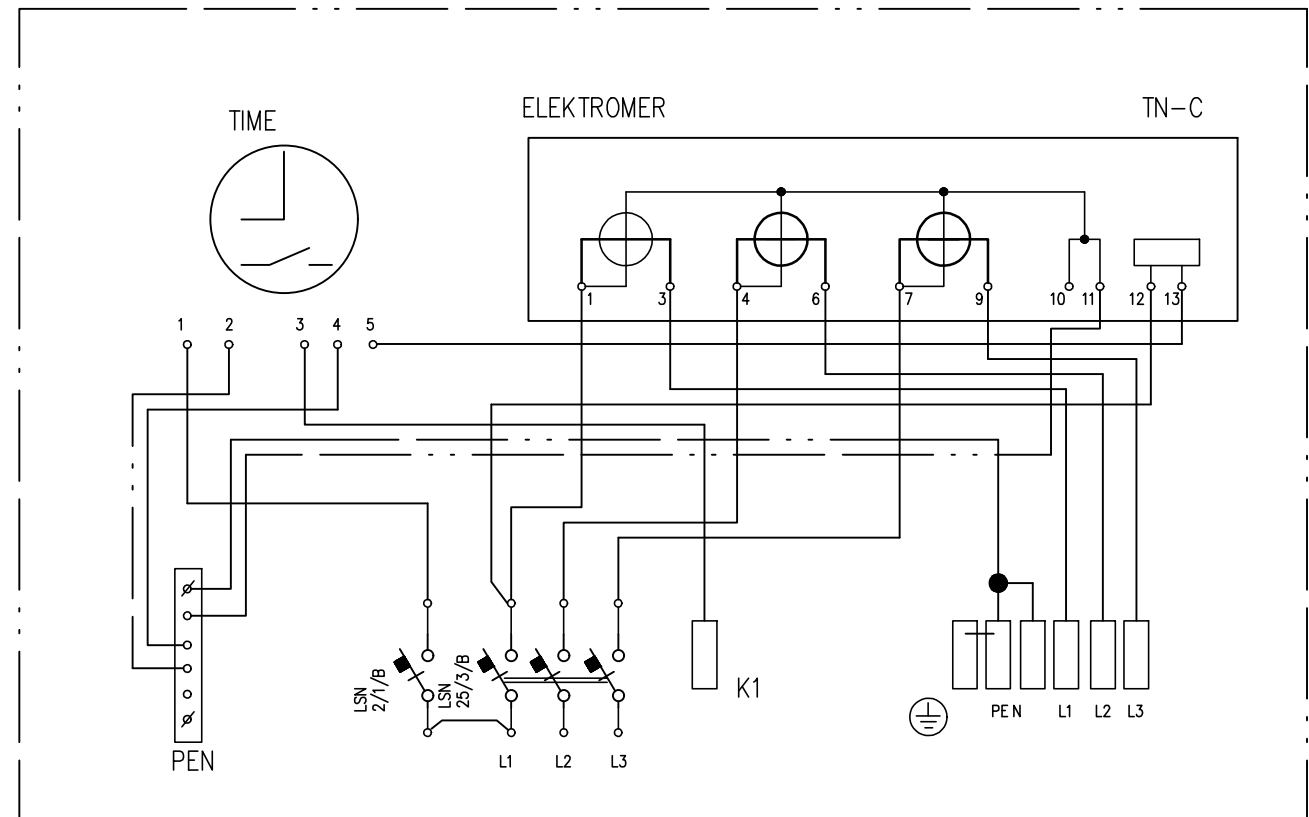 ELEKTROMER
TN-C
TIME
1 3 4 6 7 9 10 11 12 13
1 2 3 4 5
LSN
2/1/B
LSN
25/3/B
K1
PEN L1 L2 L3
PEN
L1 L2 L3